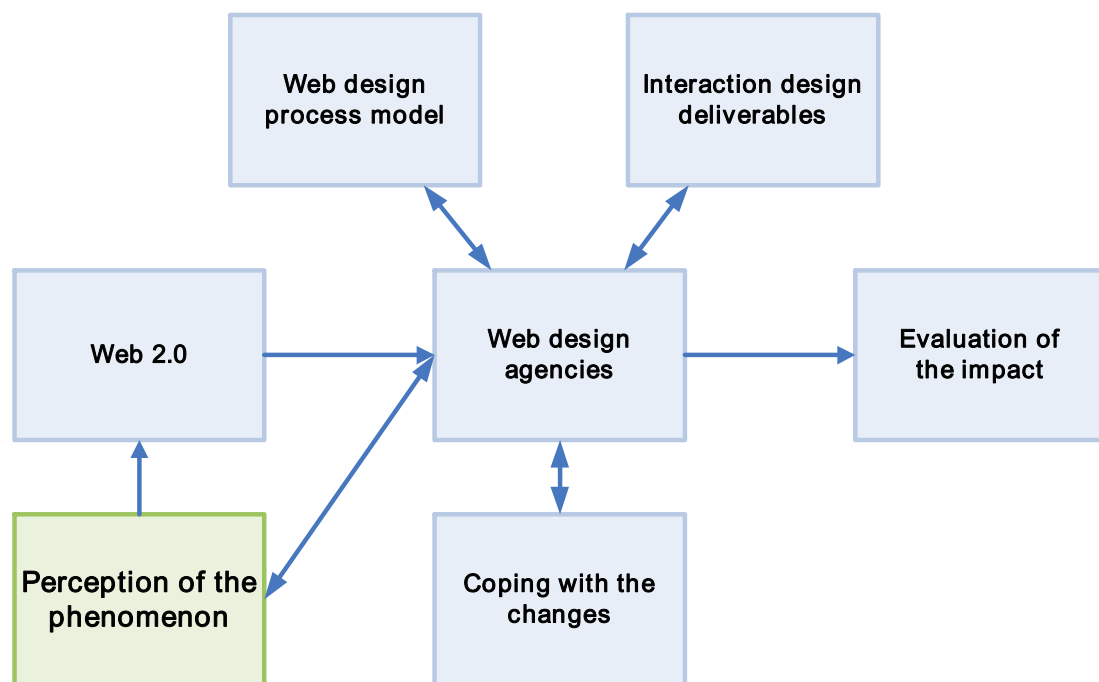 Web design
process model
Interaction design
deliverables
Web 2.0
Web design
agencies
Evaluation of
the impact
Perception of the
phenomenon
Coping with the
changes